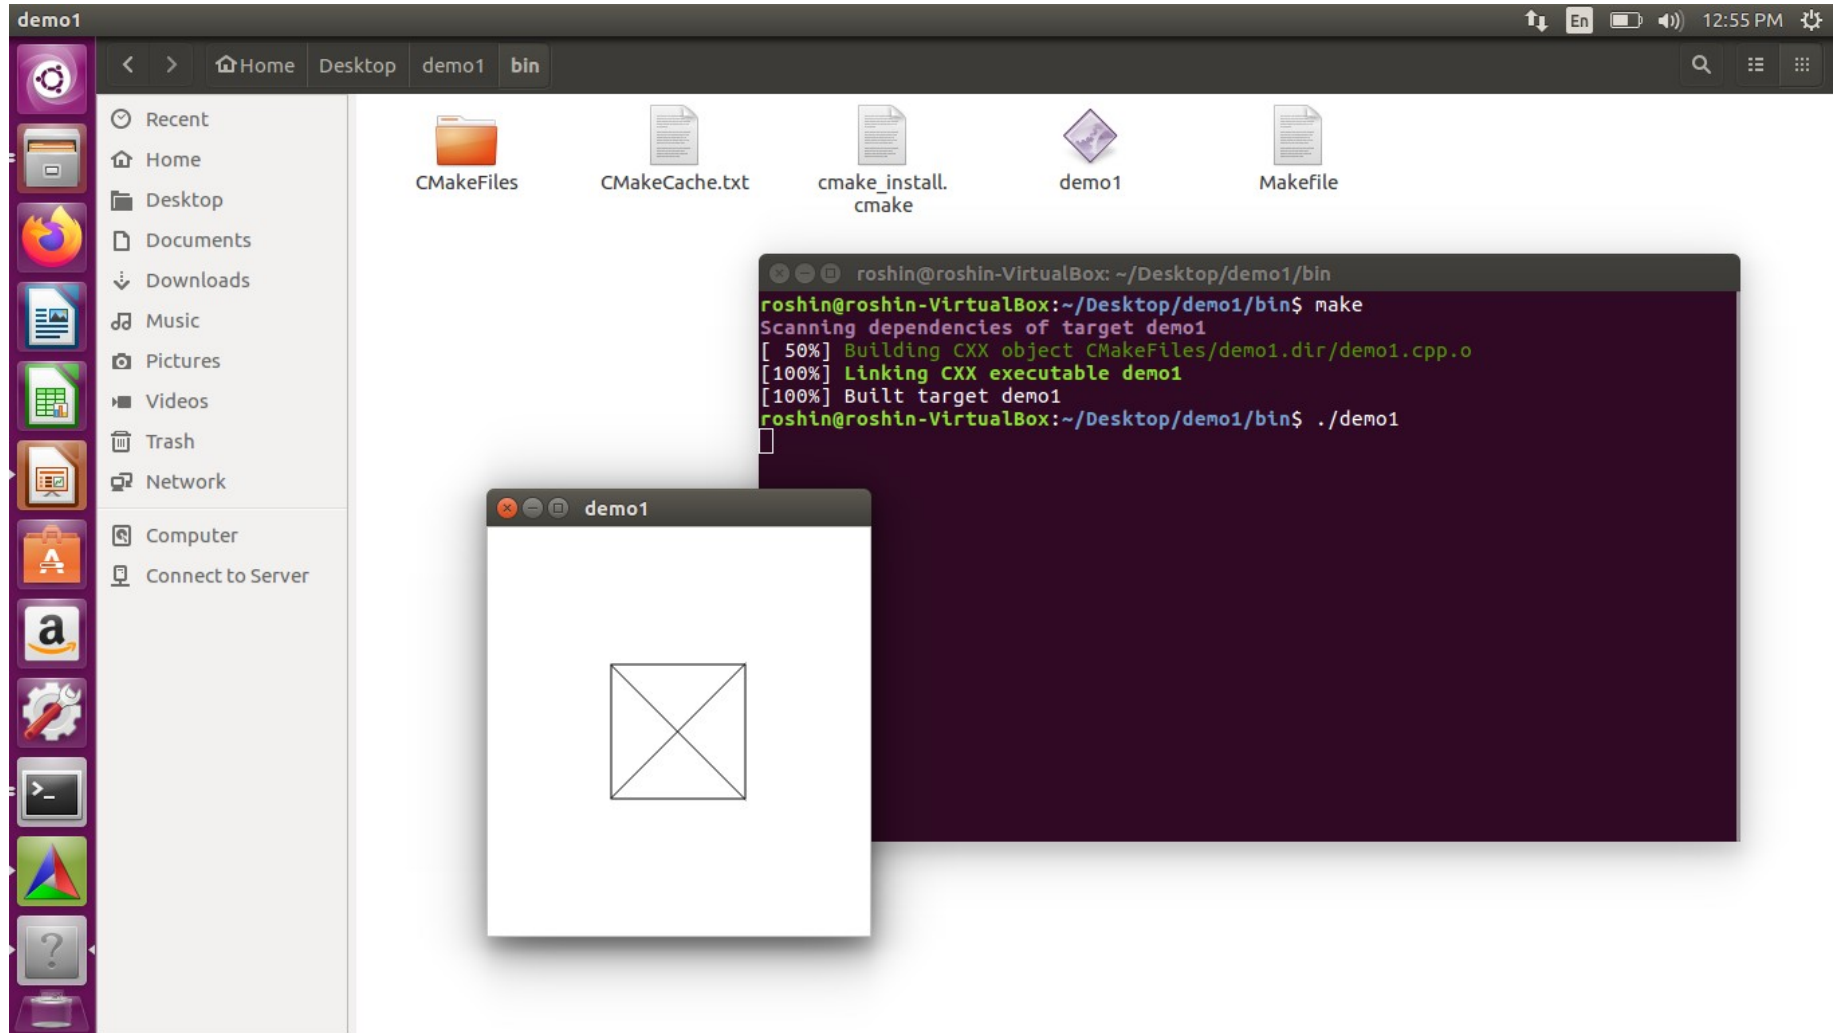 demo1
En
12:55 PM
Home Desktop demo1 bin
Recent
Home
Desktop
Documents
Downloads
Music
Pictures
Videos
Trash
Network
Computer
Connect to Server
CMakeFiles
CMakeCache.txt
cmake_install.
cmake
demo1
Makefile
roshin@roshin-VirtualBox: ~/Desktop/demo1/bin
roshin@roshin-VirtualBox:~/Desktop/demo1/bin$ make
Scanning dependencies of target demo1
[ 50%] Building CXX object CMakeFiles/demo1.dir/demo1.cpp.o
[100%] Linking CXX executable demo1
[100%] Built target demo1
roshin@roshin-VirtualBox:~/Desktop/demo1/bin$ ./demo1
demo1